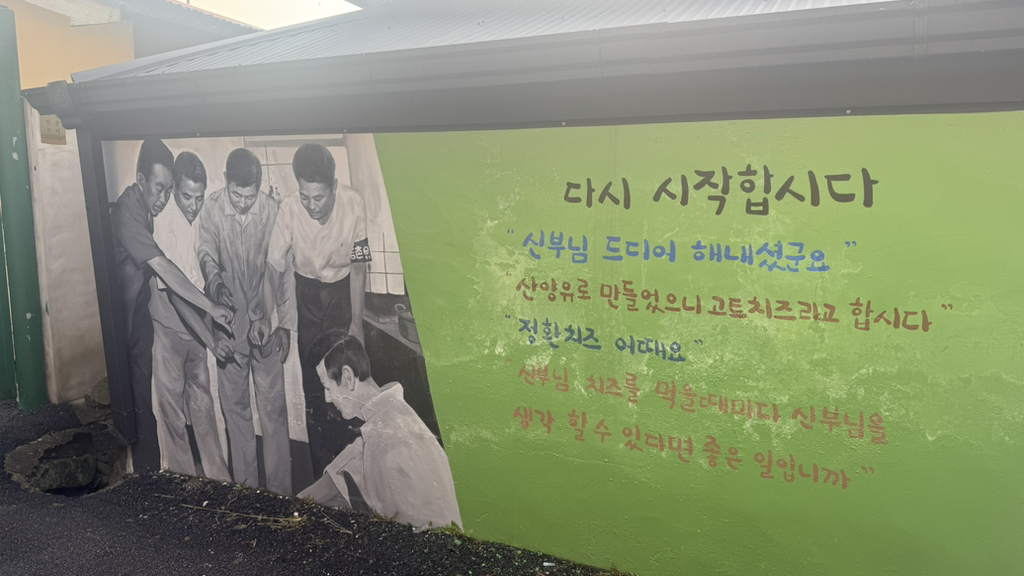 다시 시작합시다
"신부님 드디어 해내셨군요"
"산양유로 만들었으니 고트치즈라고 합시다"
"정환치즈 어때요"
"신부님, 치즈를 먹을때마다 신부님을
생각 할 수 있다면 좋은 일입니까"